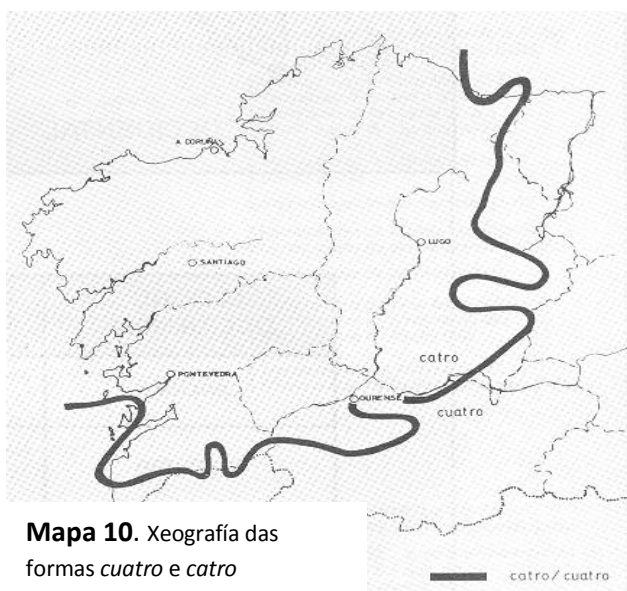 A CORUÑA
LUGO
SANTIAGO
catro
PONTEVEDRA
OURENSE
cuatro
Mapa 10. Xeografía das
formas cuatro e catro
catro/cuatro